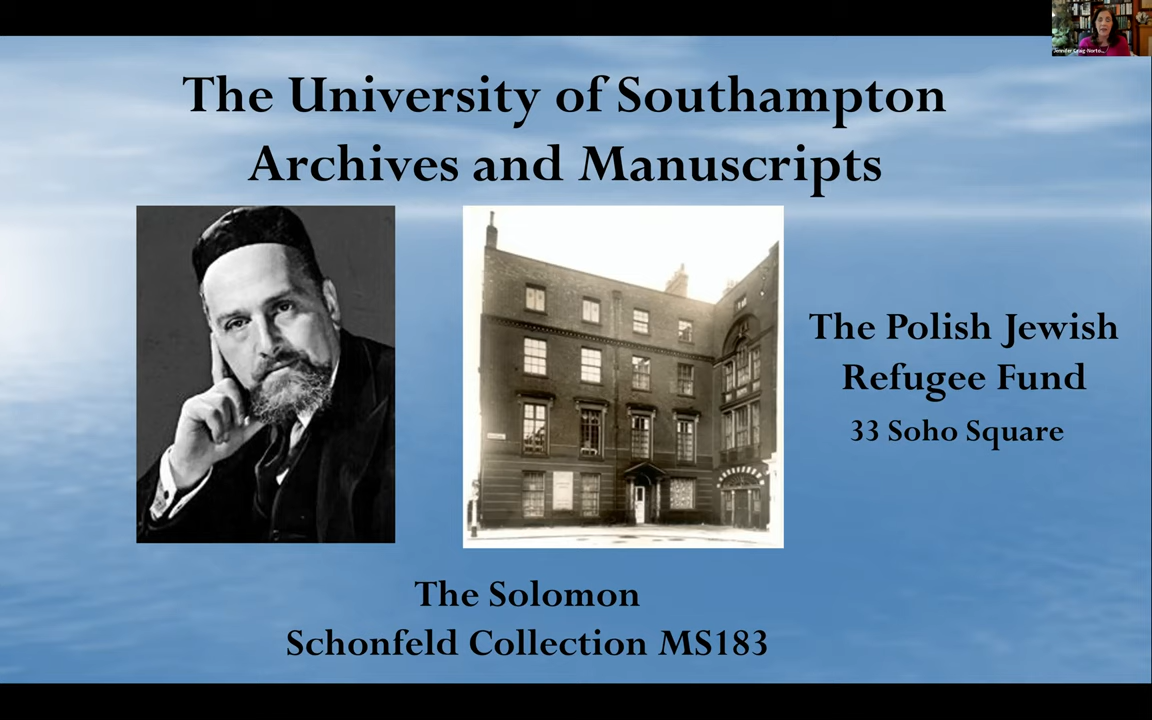 The University of Southampton
Archives and Manuscripts
The Polish Jewish
Refugee Fund
33 Soho Square
The Solomon
Schonfeld Collection MS183